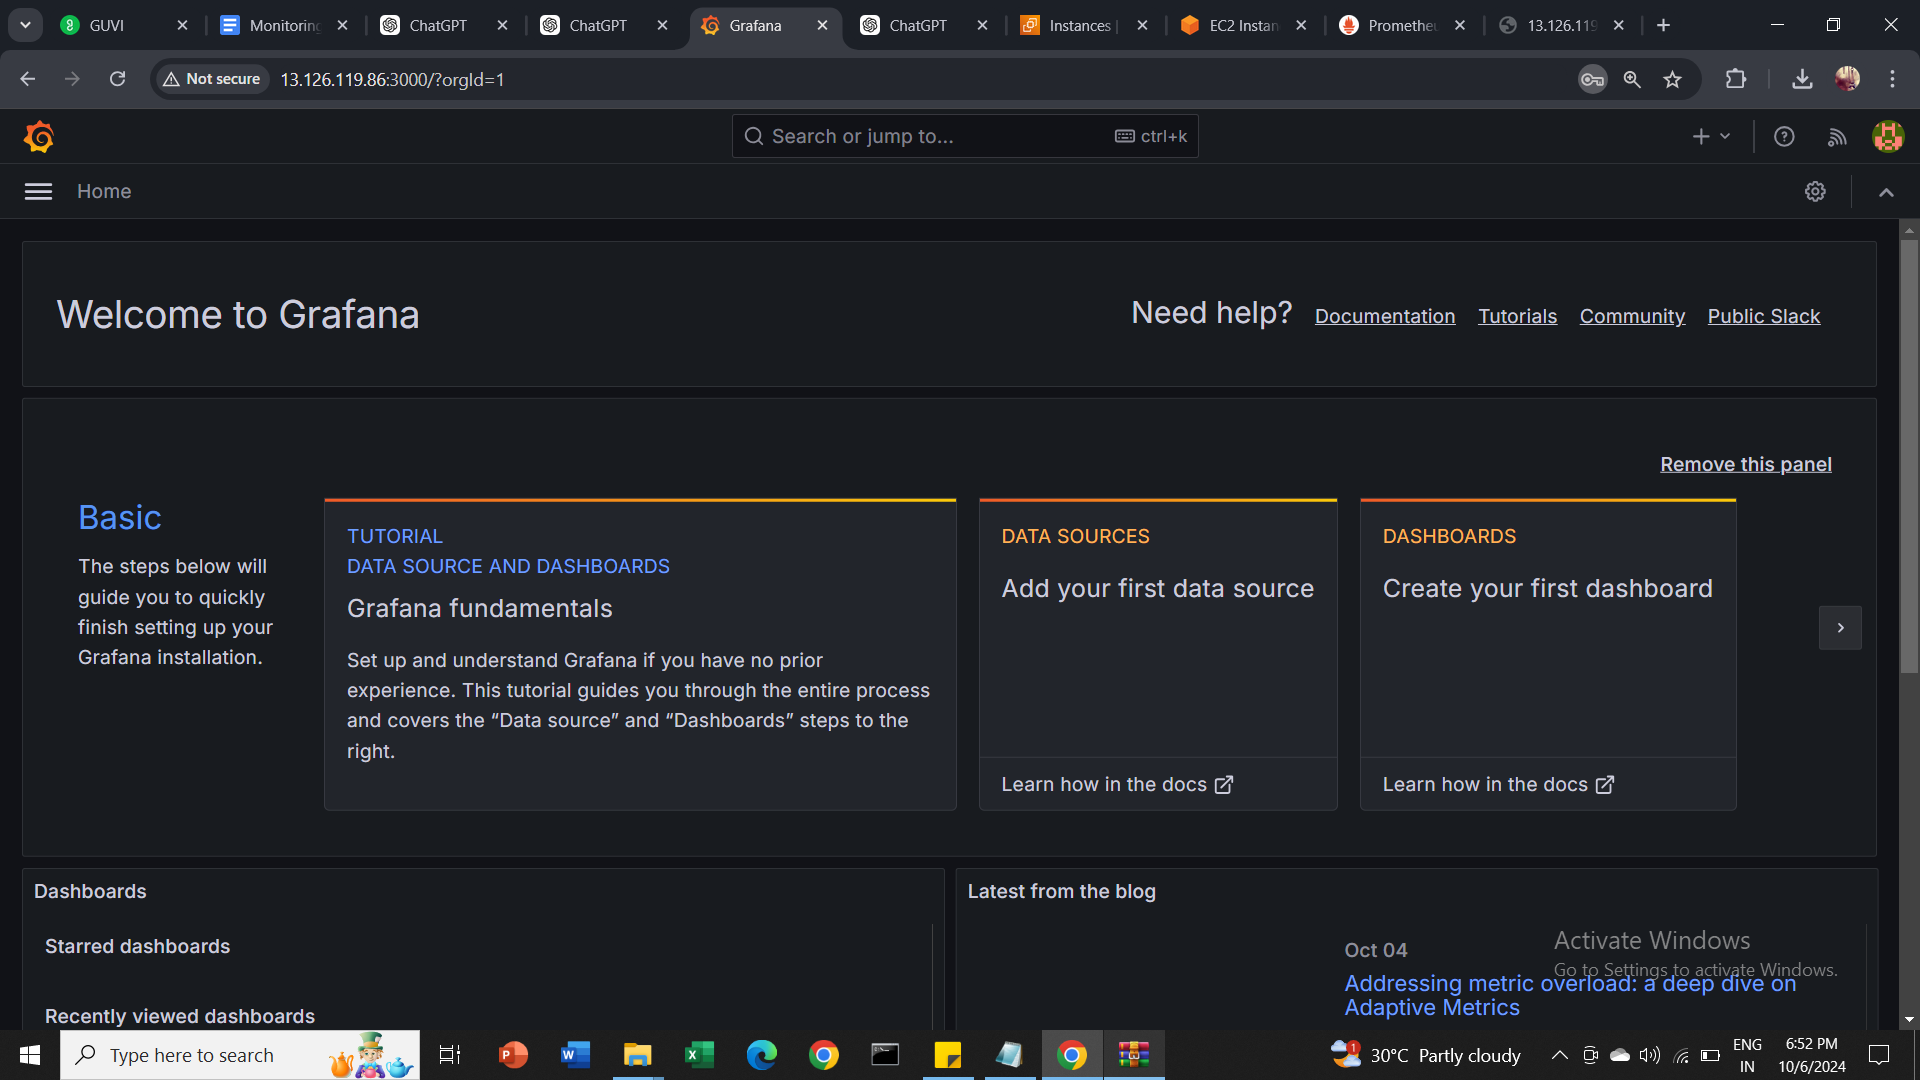 GUVI
Monitoring
ChatGPT
ChatGPT
Grafana
ChatGPT
Instances |
EC2 Instan
Prometheu
13.126.119
Not secure
13.126.119.86:3000/?orgId=1
Search or jump to...
ctrl+k
Home
Welcome to Grafana
Need help?
Documentation
Tutorials
Community
Public Slack
Remove this panel
Basic
The steps below will
guide you to quickly
finish setting up your
Grafana installation.
TUTORIAL
DATA SOURCE AND DASHBOARDS
Grafana fundamentals
Set up and understand Grafana if you have no prior
experience. This tutorial guides you through the entire process
and covers the “Data source” and “Dashboards” steps to the
right.
DATA SOURCES
Add your first data source
Learn how in the docs
DASHBOARDS
Create your first dashboard
Learn how in the docs
Dashboards
Starred dashboards
Recently viewed dashboards
Latest from the blog
Oct 04
Addressing metric overload: a deep dive on
Adaptive Metrics
Activate Windows
Go to Settings to activate Windows.
Type here to search
1
30°C Partly cloudy
ENG
IN
6:52 PM
10/6/2024